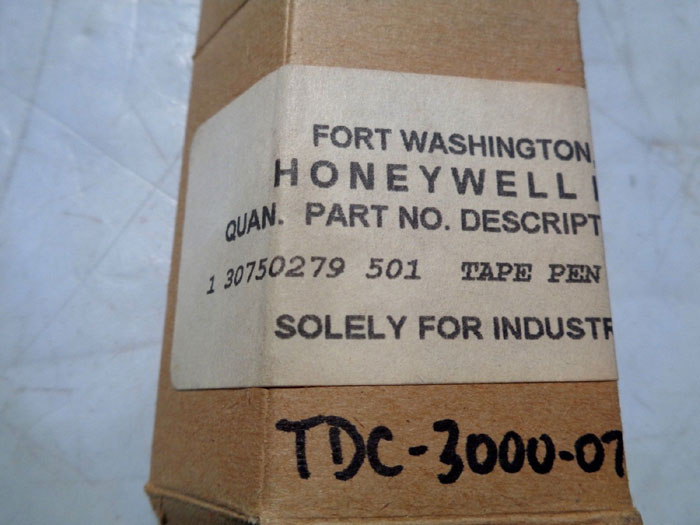 FORT WASHINGTON,
HONEYWELL
QUAN. PART NO. DESCRIPT
1 30750279 501 TAPE PEN
SOLELY FOR INDUSTR
TDC-3000-07